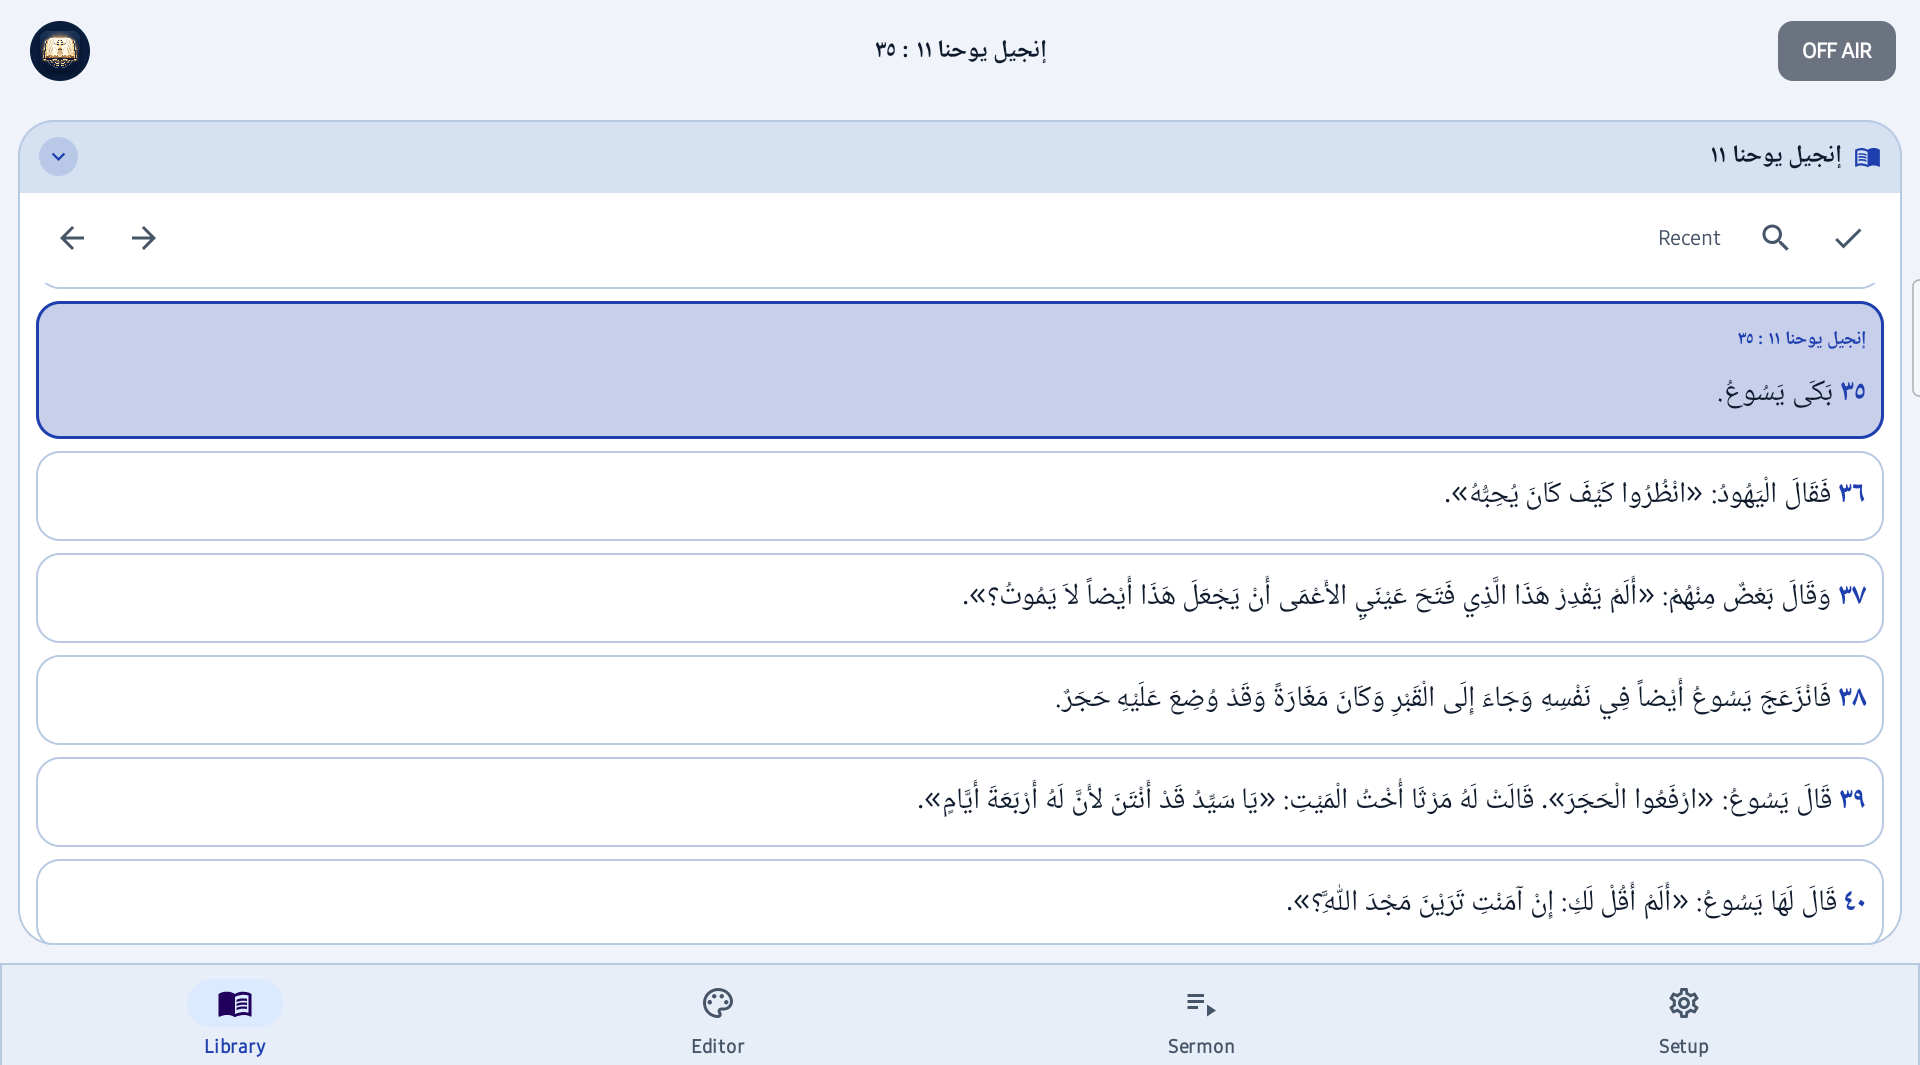 إنجيل يوحنا ١١ : ٣٥
OFF AIR
إنجيل يوحنا ١١
Recent
إنجيل يوحنا ١١ : ٣٥
٣٥ بَكَى يَسُوعُ.
٣٦ فَقَالَ الْيَهُودُ: «انْظُرُوا كَيْفَ كَانَ يُحِبُّهُ».
٣٧ وَقَالَ بَعْضٌ مِنْهُمْ: «أَلَمْ يَقْدِرْ هَذَا الَّذِي فَتَحَ عَيْنَيِ الأَعْمَى أَنْ يَجْعَلَ هَذَا أَيْضاً لاَ يَمُوتُ؟».
٣٨ فَانْزَعَجَ يَسُوعُ أَيْضاً فِي نَفْسِهِ وَجَاءَ إِلَى الْقَبْرِ وَكَانَ مَغَارَةً وَقَدْ وُضِعَ عَلَيْهِ حَجَرٌ.
٣٩ قَالَ يَسُوعُ: «ارْفَعُوا الْحَجَرَ». قَالَتْ لَهُ مَرْثَا أُخْتُ الْمَيْتِ: «يَا سَيِّدُ قَدْ أَنْتَنَ لأَنَّ لَهُ أَرْبَعَةَ أَيَّامٍ».
٤٠ قَالَ لَهَا يَسُوعُ: «أَلَمْ أَقُلْ لَكِ: إِنْ آمَنْتِ تَرَيْنَ مَجْدَ اللَّهِ؟».
Library
Editor
Sermon
Setup